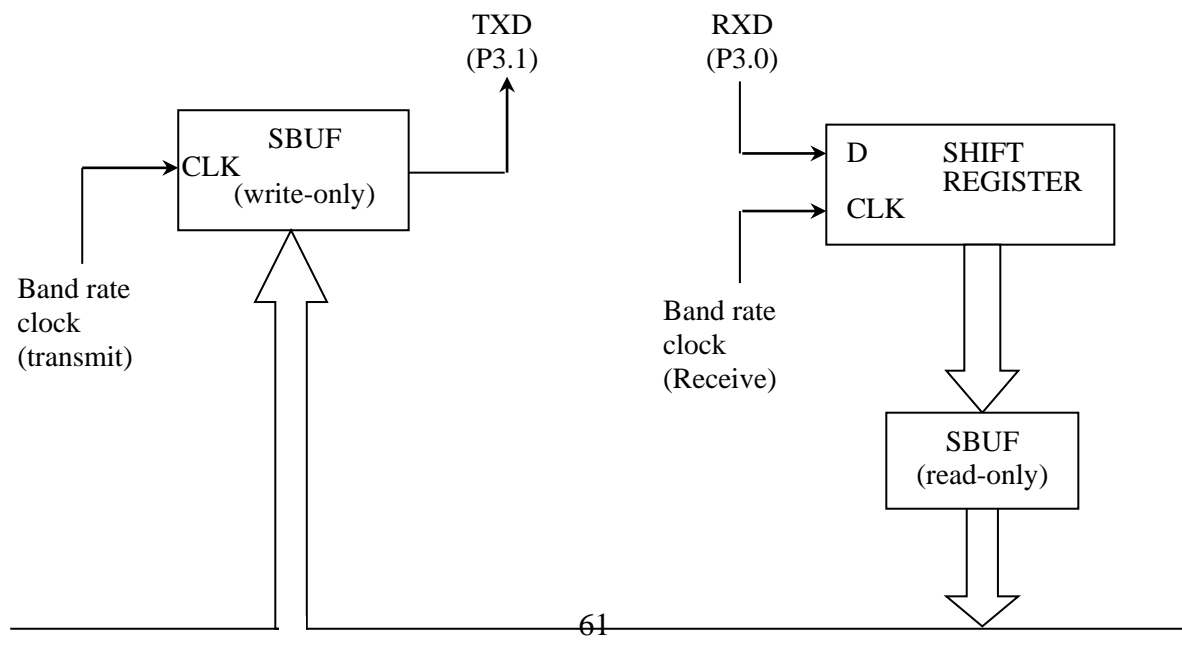 TXD
(P3.1)
RXD
(P3.0)
SBUF
CLK
(write-only)
D SHIFT
REGISTER
CLK
Band rate
clock
(transmit)
Band rate
clock
(Receive)
SBUF
(read-only)
61